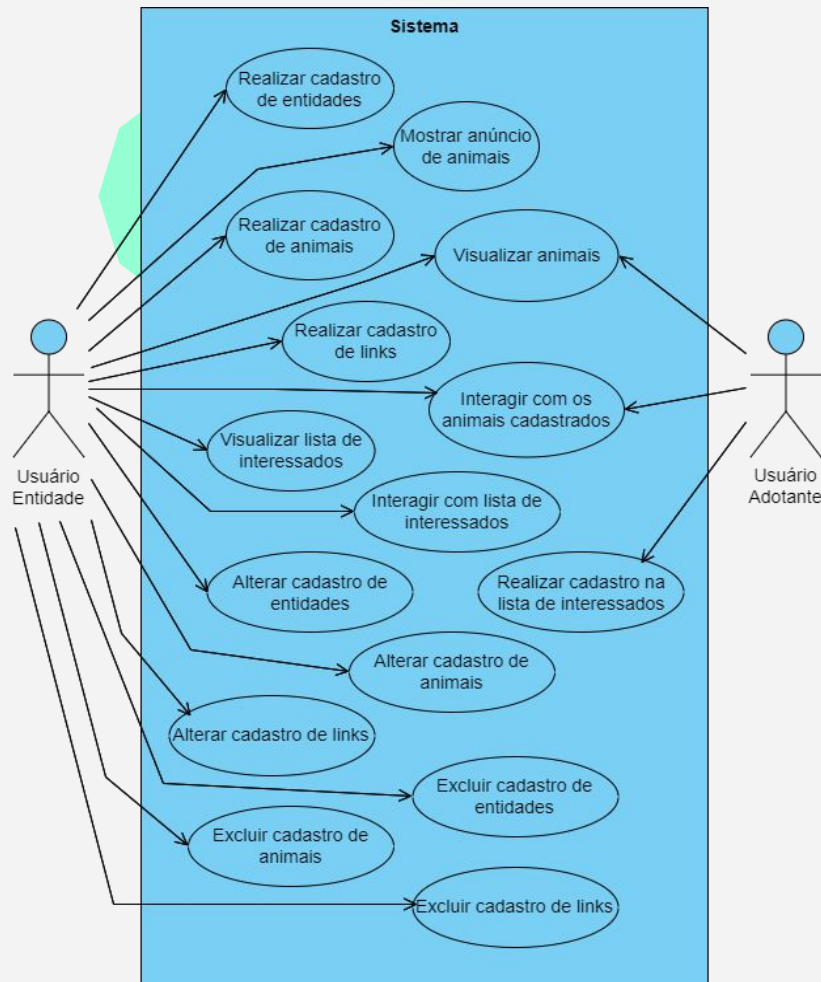 Sistema
Realizar cadastro
de entidades
Mostrar anúncio
de animais
Realizar cadastro
de animais
Visualizar animais
Realizar cadastro
de links
Interagir com os
animais cadastrados
Visualizar lista de
interessados
Usuário
Entidade
Usuário
Adotante
Interagir com lista de
interessados
Alterar cadastro de
entidades
Realizar cadastro na
lista de interessados
Alterar cadastro de
animais
Alterar cadastro de links
Excluir cadastro de
entidades
Excluir cadastro de
animais
Excluir cadastro de links